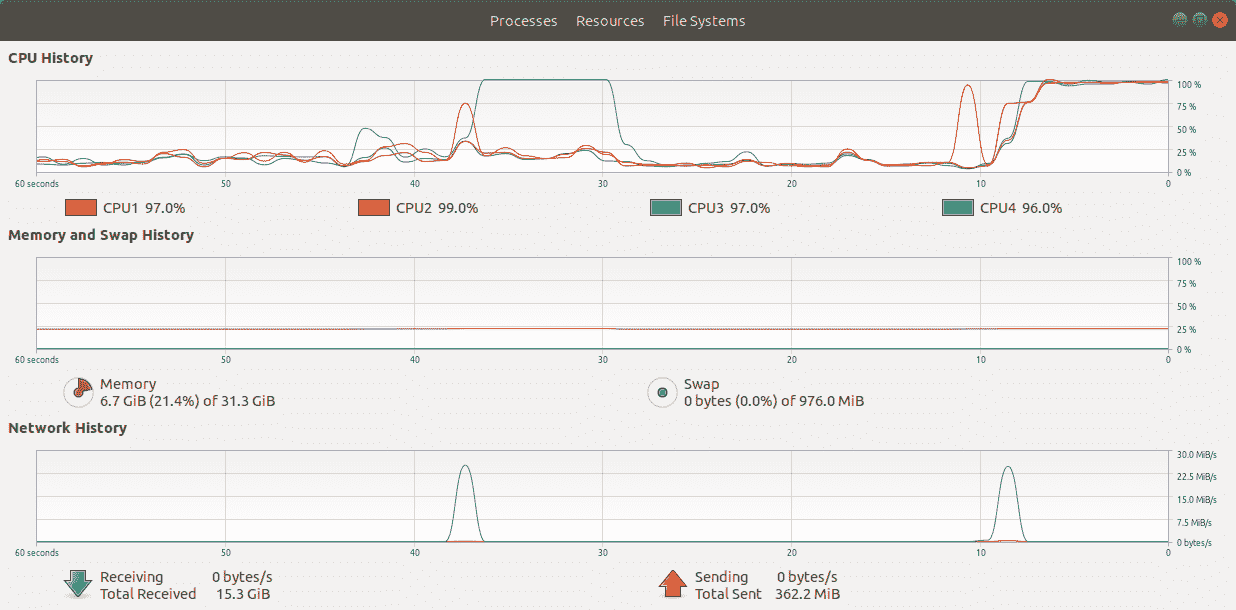 Processes Resources File Systems
CPU History
100 %
75 %
50 %
25 %
0 %
60 seconds 50 40 30 20 10 0
CPU1 97.0% CPU2 99.0% CPU3 97.0% CPU4 96.0%
Memory and Swap History
100 %
75 %
50 %
25 %
0 %
60 seconds 50 40 30 20 10 0
Memory
6.7 GiB (21.4%) of 31.3 GiB
Swap
0 bytes (0.0%) of 976.0 MiB
Network History
30.0 MiB/s
22.5 MiB/s
15.0 MiB/s
7.5 MiB/s
0 bytes/s
60 seconds 50 40 30 20 10 0
Receiving 0 bytes/s
Total Received 15.3 GiB
Sending 0 bytes/s
Total Sent 362.2 MiB